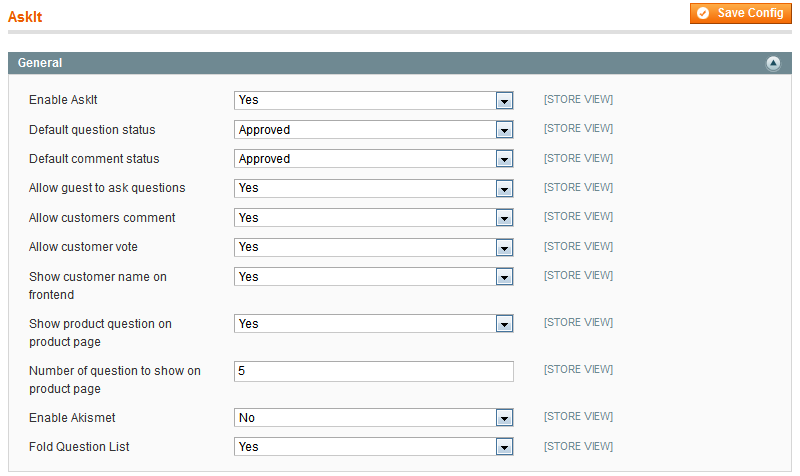 AskIt
Save Config
General
Enable AskIt Yes [STORE VIEW]
Default question status Approved [STORE VIEW]
Default comment status Approved [STORE VIEW]
Allow guest to ask questions Yes [STORE VIEW]
Allow customers comment Yes [STORE VIEW]
Allow customer vote Yes [STORE VIEW]
Show customer name on Yes [STORE VIEW]
frontend
Show product question on Yes [STORE VIEW]
product page
Number of question to show on 5 [STORE VIEW]
product page
Enable Akismet No [STORE VIEW]
Fold Question List Yes [STORE VIEW]